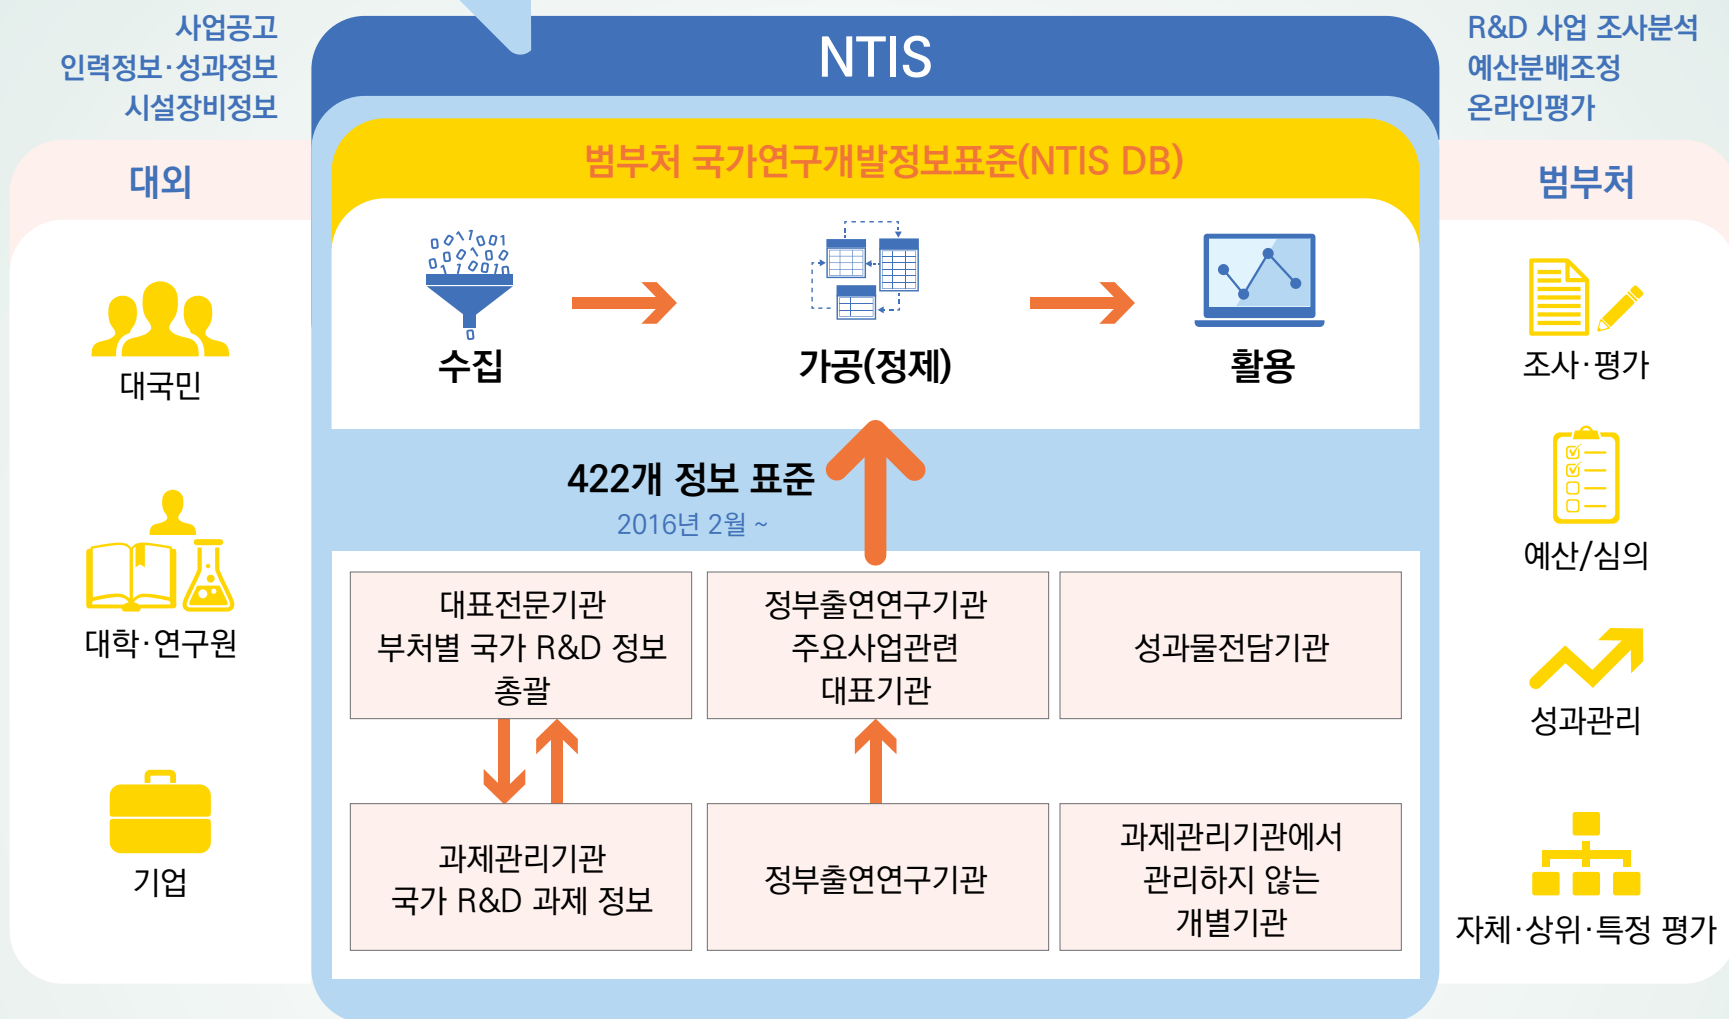 사업공고
인력정보·성과정보
시설장비정보
대외
대국민
대학·연구원
기업
NTIS
범부처 국가연구개발정보표준(NTIS DB)
수집
가공(정제)
활용
422개 정보 표준
2016년 2월 ~
대표전문기관
부처별 국가 R&D 정보
총괄
정부출연연구기관
주요사업관련
대표기관
성과물전담기관
과제관리기관
국가 R&D 과제 정보
정부출연연구기관
과제관리기관에서
관리하지 않는
개별기관
R&D 사업 조사분석
예산분배조정
온라인평가
범부처
조사·평가
예산/심의
성과관리
자체·상위·특정 평가